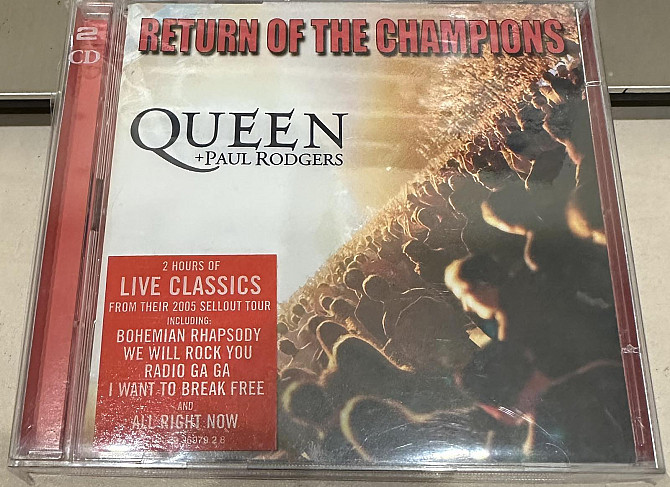 2
CD
RETURN OF THE CHAMPIONS
QUEEN
+PAUL RODGERS
2 HOURS OF
LIVE CLASSICS
FROM THEIR 2005 SELLOUT TOUR
INCLUDING:
BOHEMIAN RHAPSODY
WE WILL ROCK YOU
RADIO GA GA
I WANT TO BREAK FREE
AND
ALL RIGHT NOW